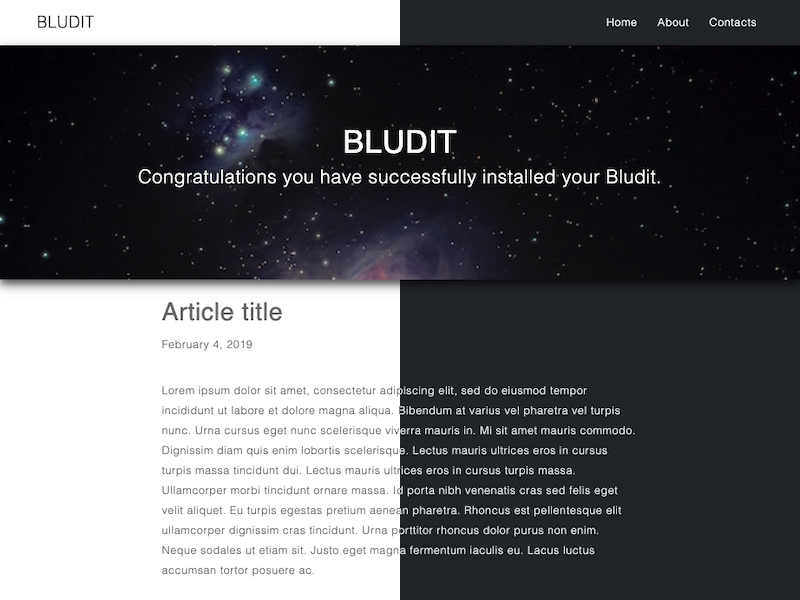 BLUDIT
Home About Contacts
BLUDIT
Congratulations you have successfully installed your Bludit.
Article title
February 4, 2019
Lorem ipsum dolor sit amet, consectetur adipiscing elit, sed do eiusmod tempor
incididunt ut labore et dolore magna aliqua. Bibendum at varius vel pharetra vel turpis
nunc. Urna cursus eget nunc scelerisque viverra mauris in. Mi sit amet mauris commodo.
Dignissim diam quis enim lobortis scelerisque. Lectus mauris ultrices eros in cursus
turpis massa tincidunt dui. Lectus mauris ultrices eros in cursus turpis massa.
Ullamcorper morbi tincidunt ornare massa. Id porta nibh venenatis cras sed felis eget
velit aliquet. Eu turpis egestas pretium aenean pharetra. Rhoncus est pellentesque elit
ullamcorper dignissim cras tincidunt. Urna porttitor rhoncus dolor purus non enim.
Neque sodales ut etiam sit. Justo eget magna fermentum iaculis eu. Lacus luctus
accumsan tortor posuere ac.